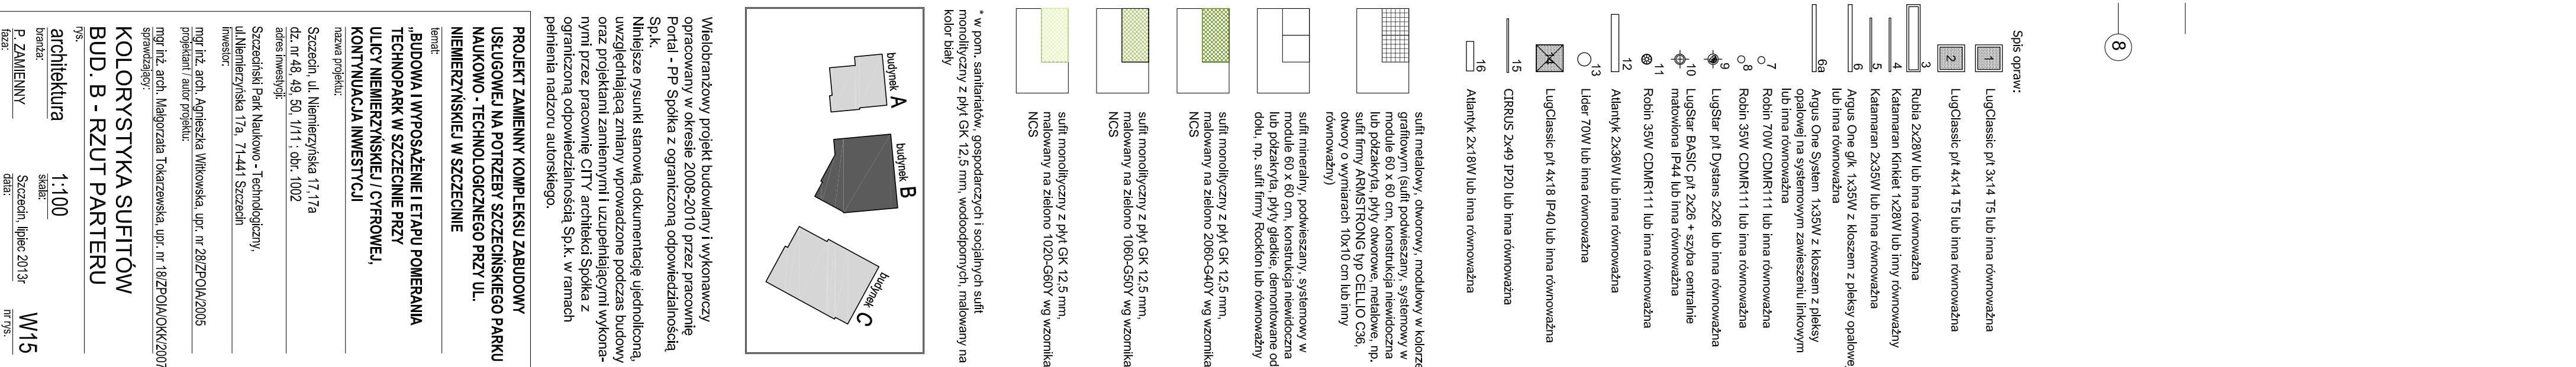 8
Spis opraw:
1 LugClassic p/t 3x14 T5 lub inna równoważna
2 LugClassic p/t 4x14 T5 lub inna równoważna
3 Rubia 2x28W lub inna równoważna
4 Katamaran Kinkiet 1x28W lub inny równoważny
5 Katamaran 2x35W lub inna równoważna
6 Argus One g/k 1x35W z kloszem z pleksy opalowej
lub inna równoważna
6a Argus One System 1x35W z kloszem z pleksy
opalowej na systemowym zawieszeniu linkowym
lub inna równoważna
7 Robin 70W CDMR111 lub inna równoważna
8 Robin 35W CDMR111 lub inna równoważna
9 LugStar p/t Dystans 2x26 lub inna równoważna
10 LugStar BASIC p/t 2x26 + szyba centralnie
matowiona IP44 lub inna równoważna
11 Robin 35W CDMR111 lub inna równoważna
12 Atlantyk 2x36W lub inna równoważna
13 Lider 70W lub inna równoważna
14 LugClassic p/t 4x18 IP40 lub inna równoważna
15 CIRRUS 2x49 IP20 lub inna równoważna
16 Atlantyk 2x18W lub inna równoważna
sufit metalowy, otworowy, modułowy w kolorze
grafitowym (sufit podwieszany, systemowy w
module 60 x 60 cm, konstrukcja niewidoczna
lub półzakryta, płyty otworowe, metalowe, np.
sufit firmy ARMSTRONG typ CELLIO C36,
otwory o wymiarach 10x10 cm lub inny
równoważny)
sufit mineralny, podwieszany, systemowy w
module 60 x 60 cm, konstrukcja niewidoczna
lub półzakryta, płyty gładkie, demontowane od
dołu, np. sufit firmy Rockfon lub równoważny
sufit monolityczny z płyt GK 12,5 mm,
malowany na zielono 2060-G40Y wg wzornika
NCS
sufit monolityczny z płyt GK 12,5 mm,
malowany na zielono 1060-G50Y wg wzornika
NCS
sufit monolityczny z płyt GK 12,5 mm,
malowany na zielono 1020-G60Y wg wzornika
NCS
* w pom. sanitariatów, gospodarczych i socjalnych sufit
monolityczny z płyt GK 12,5 mm, wodoodpornych, malowany na
kolor biały
budynek A
budynek B
budynek C
Wielobranżowy projekt budowlany i wykonawczy
opracowany w okresie 2008-2010 przez pracownię
Portal - PP Spółka z ograniczoną odpowiedzialnością
Sp.k.
Niniejsze rysunki stanowią dokumentację ujednoliconą,
uwzględniającą zmiany wprowadzone podczas budowy
oraz projektami zamiennymi i uzupełniającymi wykona-
nymi przez pracownię CITY architekci Spółka z
ograniczoną odpowiedzialnością Sp.k. w ramach
pełnienia nadzoru autorskiego.
PROJEKT ZAMIENNY KOMPLEKSU ZABUDOWY
USŁUGOWEJ NA POTRZEBY SZCZECIŃSKIEGO PARKU
NAUKOWO - TECHNOLOGICZNEGO PRZY UL.
NIEMIERZYŃSKIEJ W SZCZECINIE
temat:
„BUDOWA I WYPOSAŻENIE I ETAPU POMERANIA
TECHNOPARK W SZCZECINIE PRZY
ULICY NIEMIERZYŃSKIEJ / CYFROWEJ,
KONTYNUACJA INWESTYCJI
nazwa projektu:
Szczecin, ul. Niemierzyńska 17,17a
dz. nr 48, 49, 50, 1/11 ; obr. 1002
adres inwestycji:
Szczeciński Park Naukowo - Technologiczny,
ul.Niemierzyńska 17a, 71-441 Szczecin
inwestor:
mgr inż. arch. Agnieszka Witkowska, upr. nr 28/ZPOIA/2005
projektant / autor projektu:
mgr inż. arch. Małgorzata Tokarzewska, upr. nr 18/ZPOIA/OKK/2007
sprawdzający:
KOLORYSTYKA SUFITÓW
BUD. B - RZUT PARTERU
rys.
architektura 1:100
branża: skala:
P. ZAMIENNY Szczecin, lipiec 2013r W15
faza: data: nr rys.